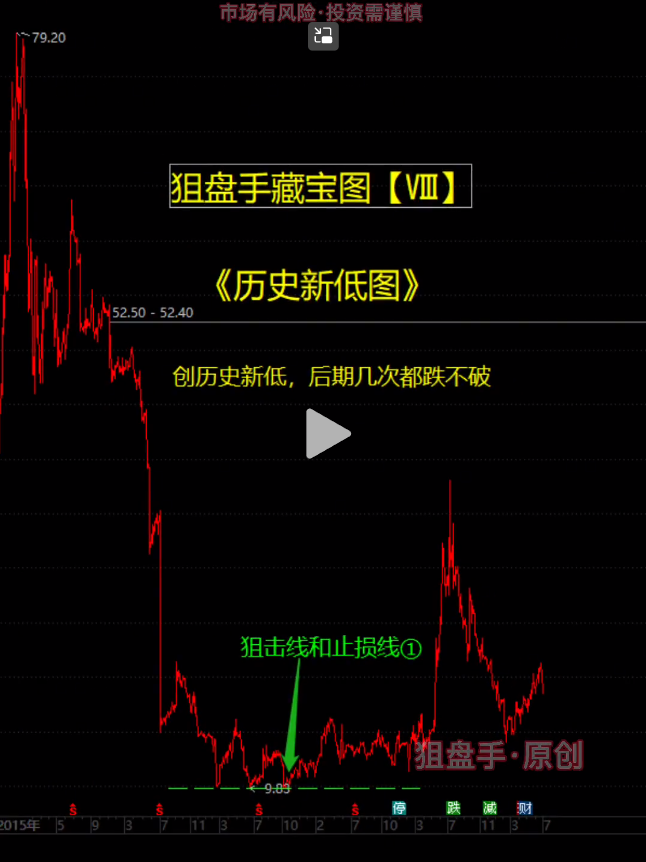 市场有风险·投资需谨慎
79.20
狙盘手藏宝图【Ⅷ】
《历史新低图》
52.50 - 52.40
创历史新低，后期几次都跌不破
狙击线和止损线①
狙盘手·原创
9.83
$ $ $ $ 停 跌 减 财
2015年 5 9 3 7 11 3 7 10 2 7 10 3 7 11 3 7